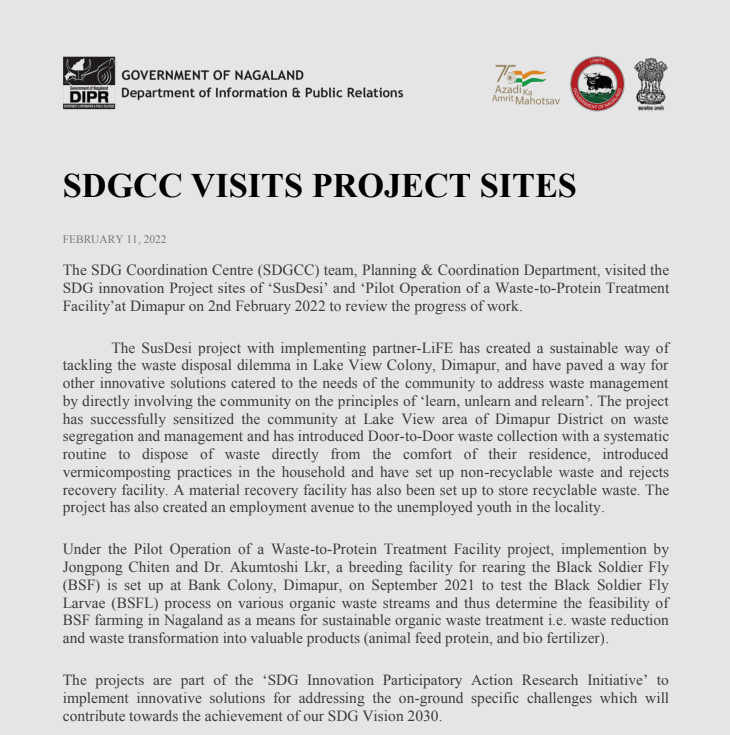 GOVERNMENT OF NAGALAND
Department of Information & Public Relations
Government of Nagaland
DIPR
75
Azadi Ka
Amrit Mahotsav
UNITY
GOVERNMENT OF NAGALAND
सत्यमेव जयते
SDGCC VISITS PROJECT SITES
FEBRUARY 11, 2022
The SDG Coordination Centre (SDGCC) team, Planning & Coordination Department, visited the
SDG innovation Project sites of ‘SusDesi’ and ‘Pilot Operation of a Waste-to-Protein Treatment
Facility’at Dimapur on 2nd February 2022 to review the progress of work.
The SusDesi project with implementing partner-LiFE has created a sustainable way of
tackling the waste disposal dilemma in Lake View Colony, Dimapur, and have paved a way for
other innovative solutions catered to the needs of the community to address waste management
by directly involving the community on the principles of ‘learn, unlearn and relearn’. The project
has successfully sensitized the community at Lake View area of Dimapur District on waste
segregation and management and has introduced Door-to-Door waste collection with a systematic
routine to dispose of waste directly from the comfort of their residence, introduced
vermicomposting practices in the household and have set up non-recyclable waste and rejects
recovery facility. A material recovery facility has also been set up to store recyclable waste. The
project has also created an employment avenue to the unemployed youth in the locality.
Under the Pilot Operation of a Waste-to-Protein Treatment Facility project, implemention by
Jongpong Chiten and Dr. Akumtoshi Lkr, a breeding facility for rearing the Black Soldier Fly
(BSF) is set up at Bank Colony, Dimapur, on September 2021 to test the Black Soldier Fly
Larvae (BSFL) process on various organic waste streams and thus determine the feasibility of
BSF farming in Nagaland as a means for sustainable organic waste treatment i.e. waste reduction
and waste transformation into valuable products (animal feed protein, and bio fertilizer).
The projects are part of the ‘SDG Innovation Participatory Action Research Initiative’ to
implement innovative solutions for addressing the on-ground specific challenges which will
contribute towards the achievement of our SDG Vision 2030.